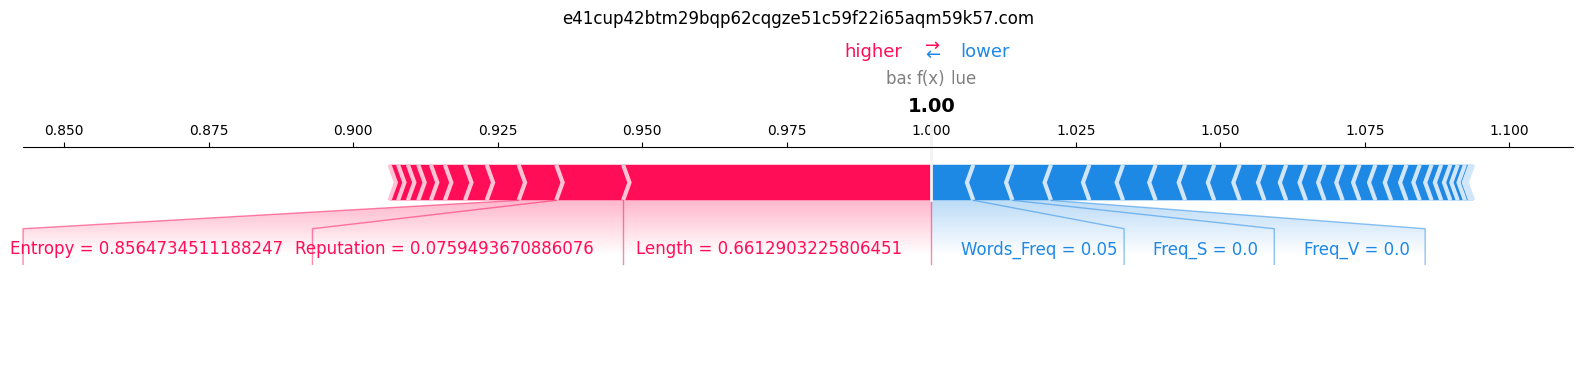 e41cup42btm29bqp62cqgze51c59f22i65aqm59k57.com
higher → ← lower
bas f(x) lue
1.00
0.850 0.875 0.900 0.925 0.950 0.975 1.000 1.025 1.050 1.075 1.100
Entropy = 0.8564734511188247 Reputation = 0.0759493670886076 Length = 0.6612903225806451 Words_Freq = 0.05 Freq_S = 0.0 Freq_V = 0.0